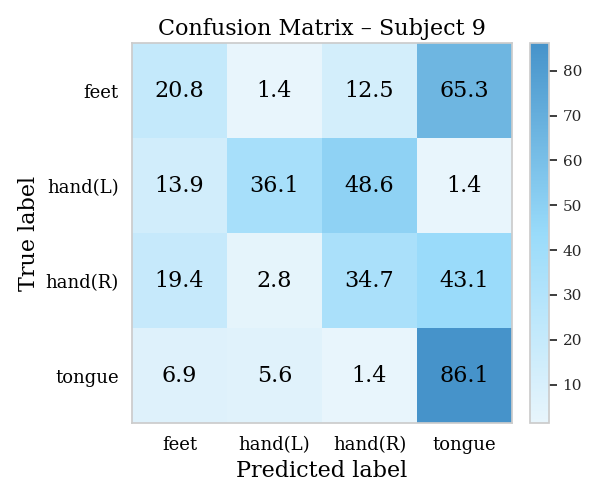 Confusion Matrix – Subject 9
True label
feet 20.8 1.4 12.5 65.3
hand(L) 13.9 36.1 48.6 1.4
hand(R) 19.4 2.8 34.7 43.1
tongue 6.9 5.6 1.4 86.1
feet hand(L) hand(R) tongue
Predicted label
80
70
60
50
40
30
20
10